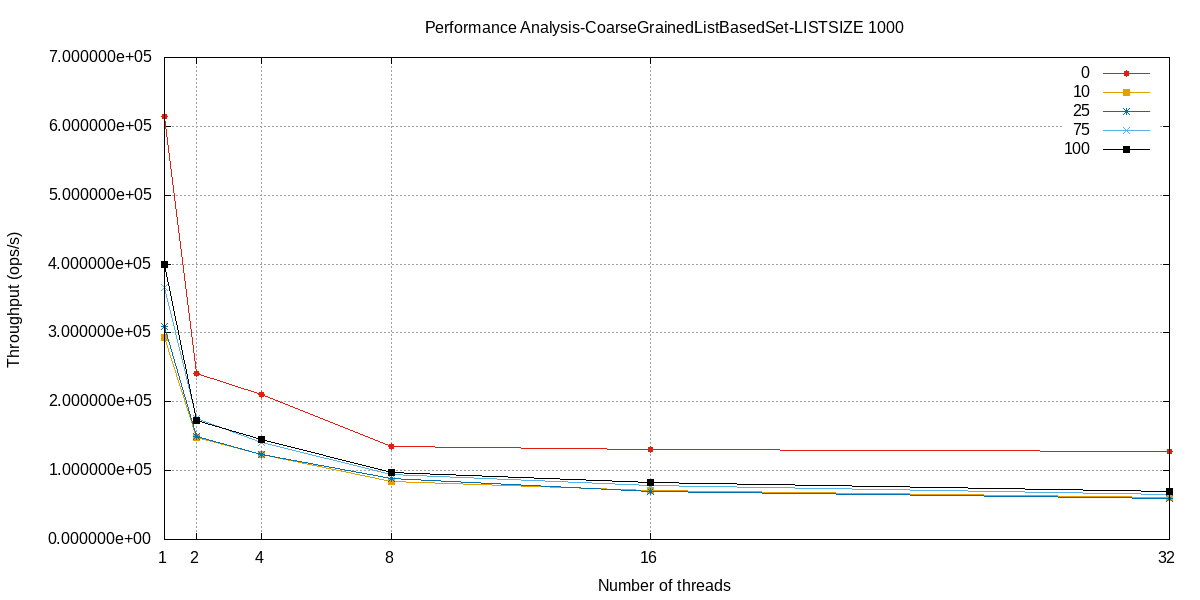 Performance Analysis-CoarseGrainedListBasedSet-LISTSIZE 1000
7.000000e+05
6.000000e+05
5.000000e+05
4.000000e+05
3.000000e+05
2.000000e+05
1.000000e+05
0.000000e+00
Throughput (ops/s)
0
10
25
75
100
1 2 4 8 16 32
Number of threads